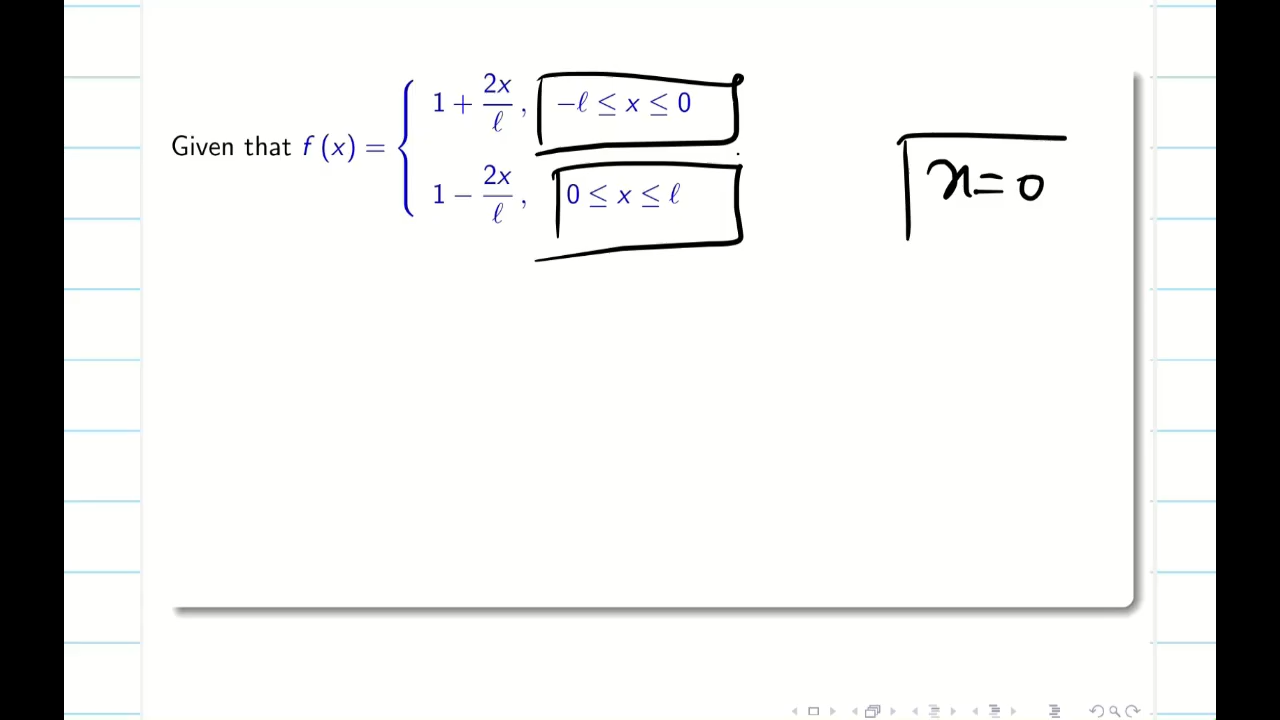 Given that f (x) = { 1 + 2x/ℓ , −ℓ ≤ x ≤ 0
1 − 2x/ℓ , 0 ≤ x ≤ ℓ
x = 0